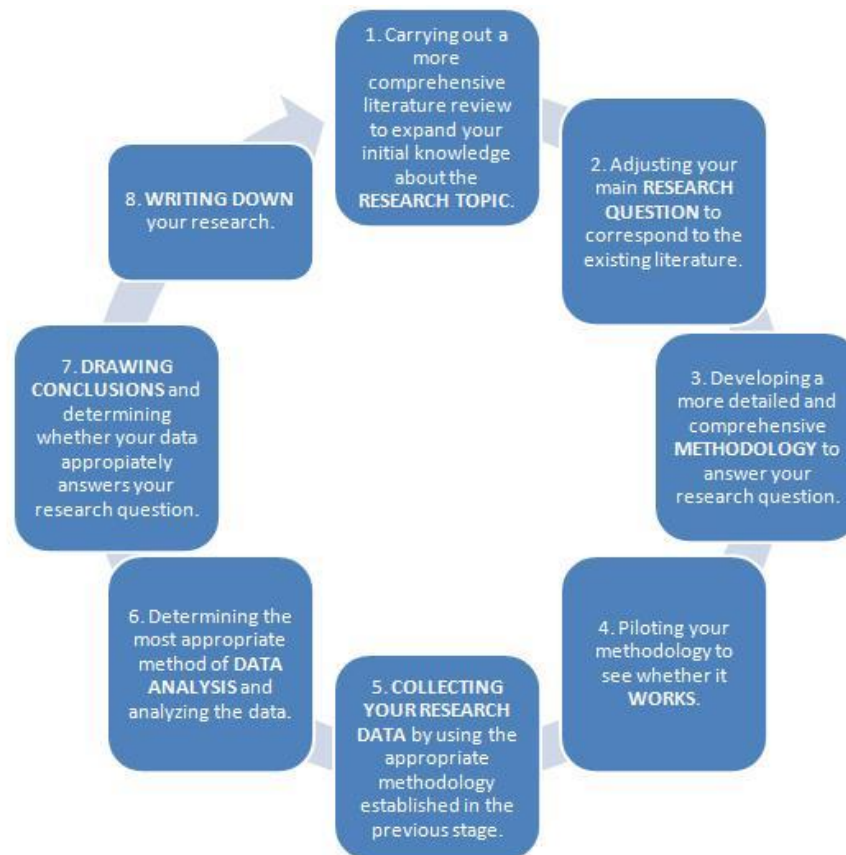 1. Carrying out a
more
comprehensive
literature review
to expand your
initial knowledge
about the
RESEARCH TOPIC.
2. Adjusting your
main RESEARCH
QUESTION to
correspond to the
existing literature.
3. Developing a
more detailed and
comprehensive
METHODOLOGY to
answer your
research question.
4. Piloting your
methodology to
see whether it
WORKS.
5. COLLECTING
YOUR RESEARCH
DATA by using the
appropriate
methodology
established in the
previous stage.
6. Determining the
most appropriate
method of DATA
ANALYSIS and
analyzing the data.
7. DRAWING
CONCLUSIONS and
determining
whether your data
appropiately
answers your
research question.
8. WRITING DOWN
your research.